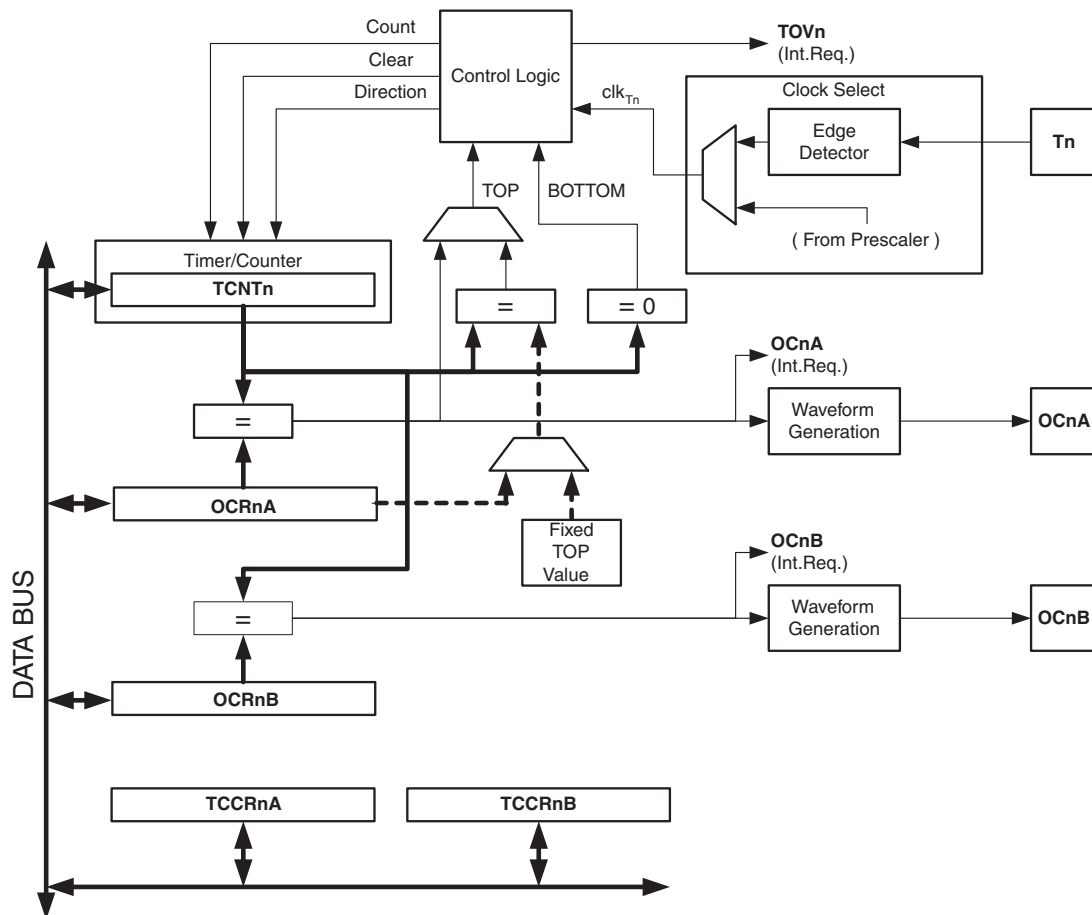 Count
Clear
Direction
Control Logic
TOVn
(Int.Req.)
clkTn
Clock Select
Edge
Detector
Tn
( From Prescaler )
TOP
BOTTOM
Timer/Counter
TCNTn
=
= 0
OCnA
(Int.Req.)
=
Waveform
Generation
OCnA
OCRnA
Fixed
TOP
Value
OCnB
(Int.Req.)
=
Waveform
Generation
OCnB
OCRnB
DATA BUS
TCCRnA
TCCRnB